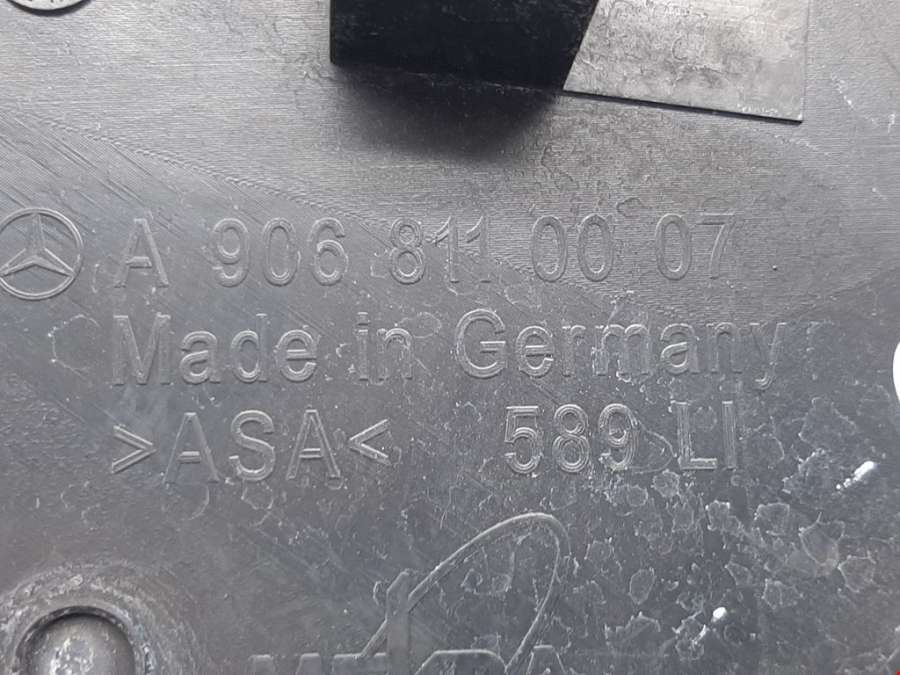 A 906 811 00 07
Made in Germany
>ASA< 589 LI